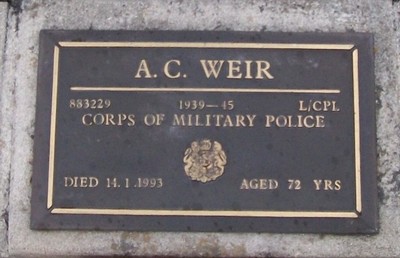 A.C. WEIR
883229 1939—45 L/CPL
CORPS OF MILITARY POLICE
DIED 14.1.1993 AGED 72 YRS